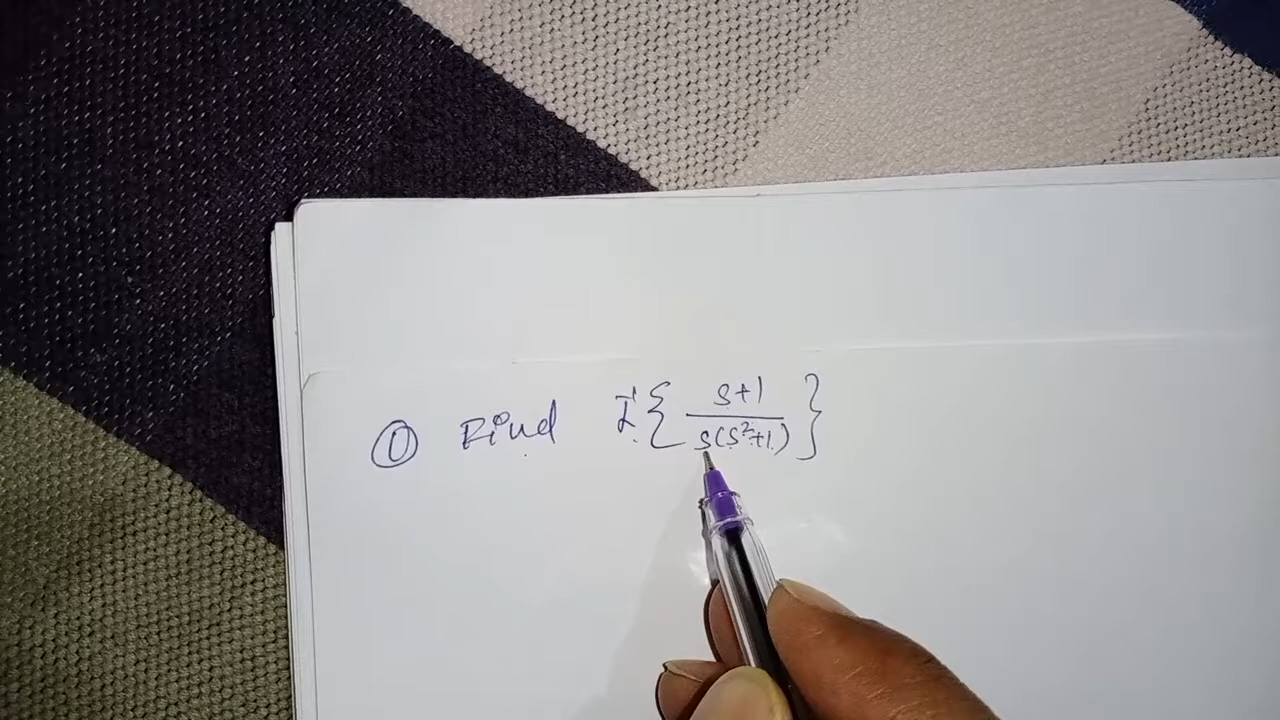 ① Find L⁻¹{ s+1 / s(s²+1) }